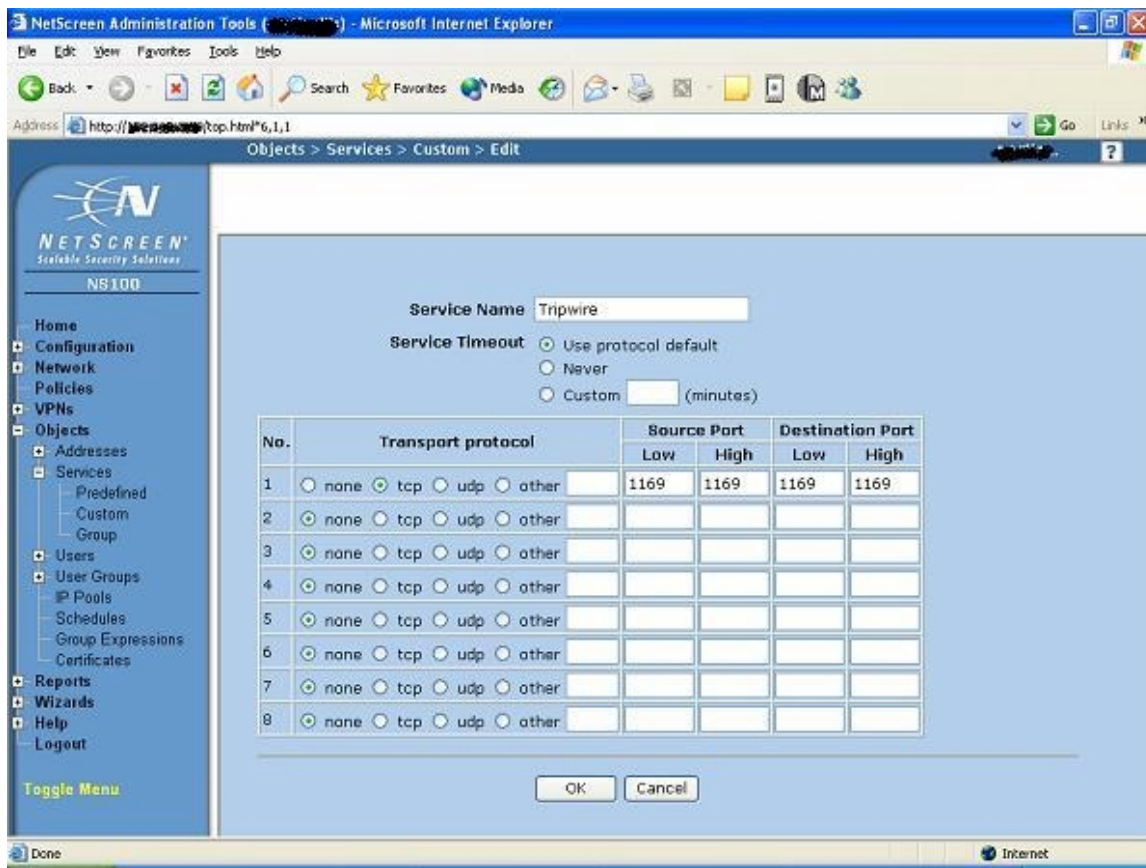 NetScreen Administration Tools ( ) - Microsoft Internet Explorer
File Edit View Favorites Tools Help
Back Search Favorites Media
Address http:// /top.html*6,1,1 Go Links »
Objects > Services > Custom > Edit ?
N
NETSCREEN
Scalable Security Solutions
NS100
Home
Configuration
Network
Policies
VPNs
Objects
Addresses
Services
Predefined
Custom
Group
Users
User Groups
IP Pools
Schedules
Group Expressions
Certificates
Reports
Wizards
Help
Logout
Toggle Menu
Service Name Tripwire
Service Timeout Use protocol default
Never
Custom (minutes)
No. Transport protocol Source Port Destination Port
Low High Low High
1 none tcp udp other 1169 1169 1169 1169
2 none tcp udp other
3 none tcp udp other
4 none tcp udp other
5 none tcp udp other
6 none tcp udp other
7 none tcp udp other
8 none tcp udp other
OK Cancel
Done Internet